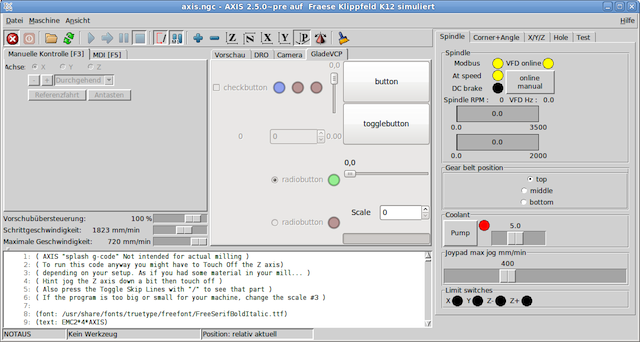 axis.ngc - AXIS 2.5.0~pre auf Fraese Klippfeld K12 simuliert
Datei Maschine Ansicht Hilfe
Manuelle Kontrolle [F3] MDI [F5]
Achse: X Y Z
- + Durchgehend
Referenzfahrt Antasten
Vorschubübersteuerung: 100 %
Schrittgeschwindigkeit: 1823 mm/min
Maximale Geschwindigkeit: 720 mm/min
Vorschau DRO Camera GladeVCP
checkbutton
0,0
button
togglebutton
0 0 0.00
0,0
radiobutton
Scale 0
radiobutton
Spindle Corner+Angle X/Y/Z Hole Test
Spindle
Modbus VFD online
At speed
DC brake
online
manual
Spindle RPM : 0 VFD Hz : 0.0
0.0
0.0 3500
0.0
0.0 2150
Gear belt position
top
middle
bottom
Coolant
Pump
5.0
Joypad max jog mm/min
400
Limit switches
X Y Z- Z+
1: ( AXIS "splash g-code" Not intended for actual milling )
2: ( To run this code anyway you might have to Touch Off the Z axis)
3: ( depending on your setup. As if you had some material in your mill... )
4: ( Hint jog the Z axis down a bit then touch off )
5: ( Also press the Toggle Skip Lines with "/" to see that part )
6: ( If the program is too big or small for your machine, change the scale #3 )
7:
8: (font: /usr/share/fonts/truetype/freefont/FreeSerifBoldItalic.ttf)
9: (text: EMC2*4*AXIS)
NOTAUS Kein Werkzeug Position: relativ aktuell